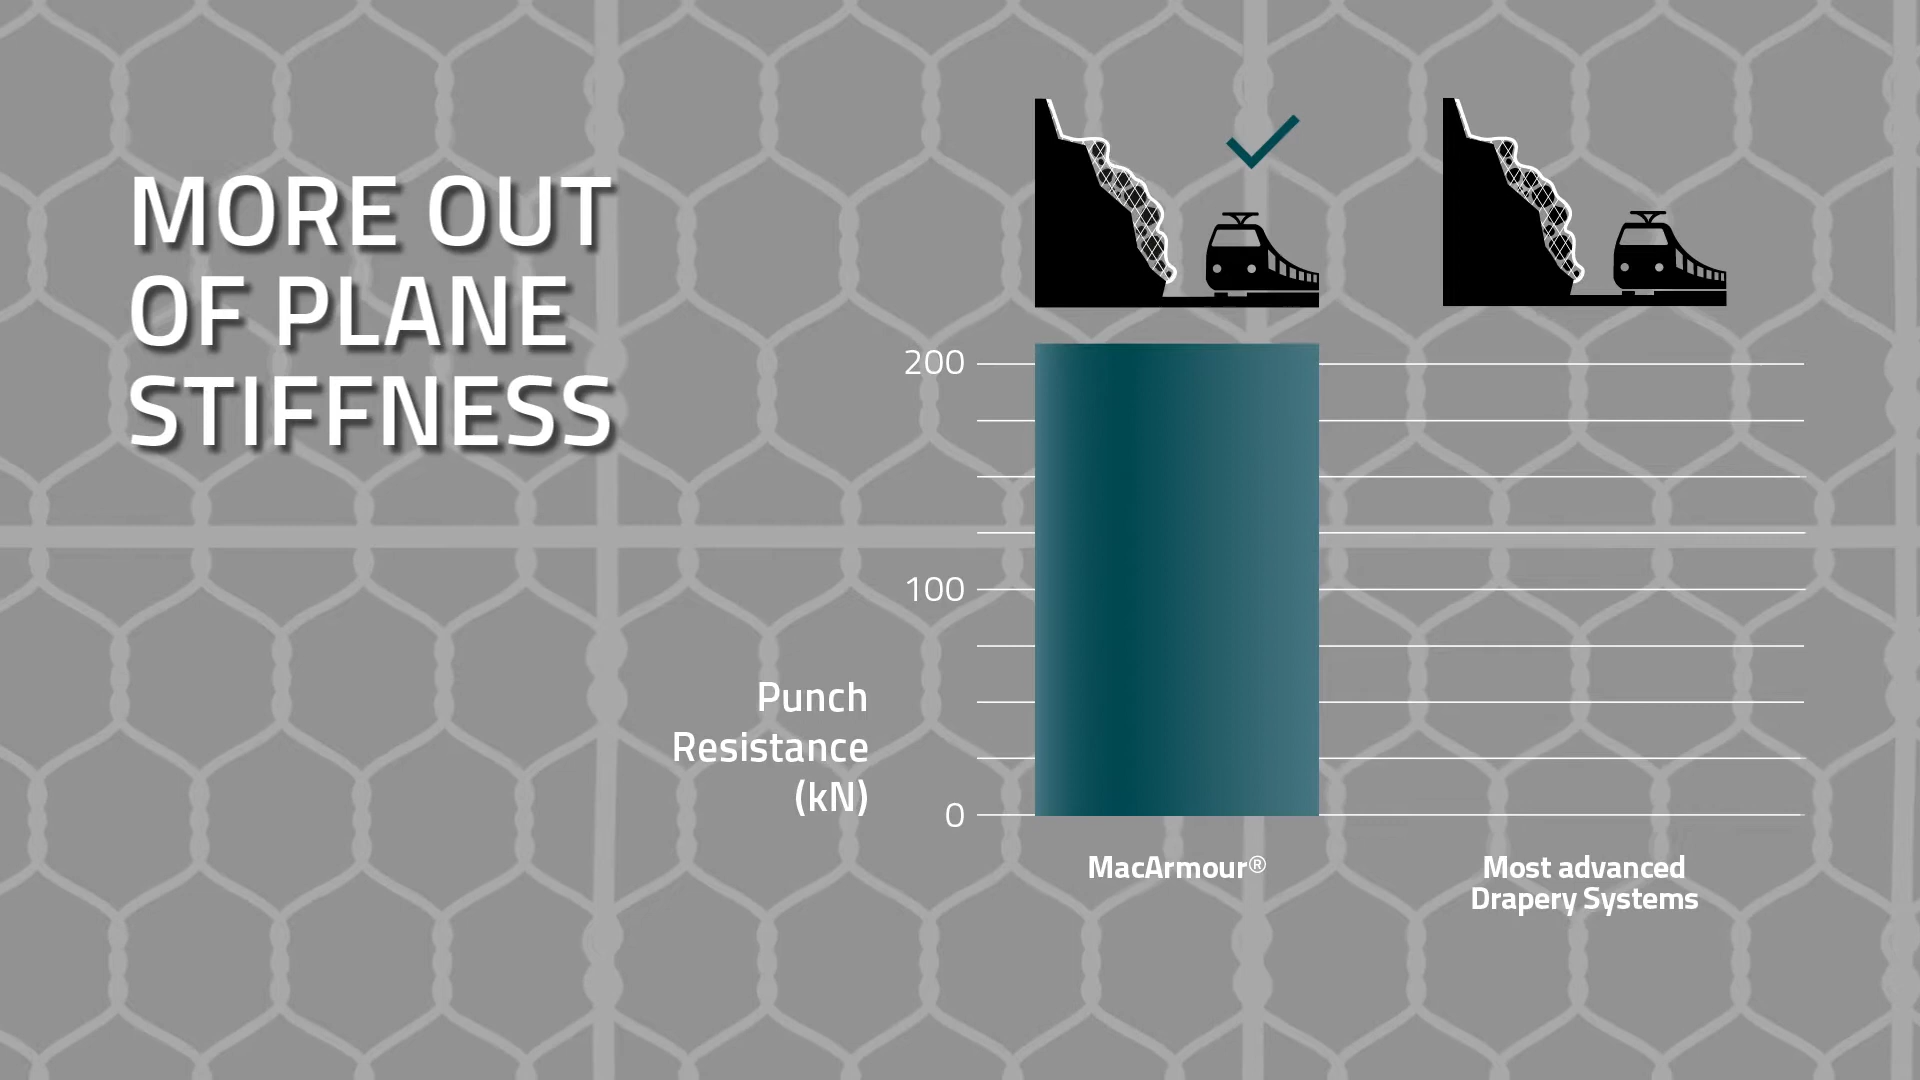 MORE OUT
OF PLANE
STIFFNESS
200
100
Punch
Resistance
(kN)
0
MacArmour®
Most advanced
Drapery Systems